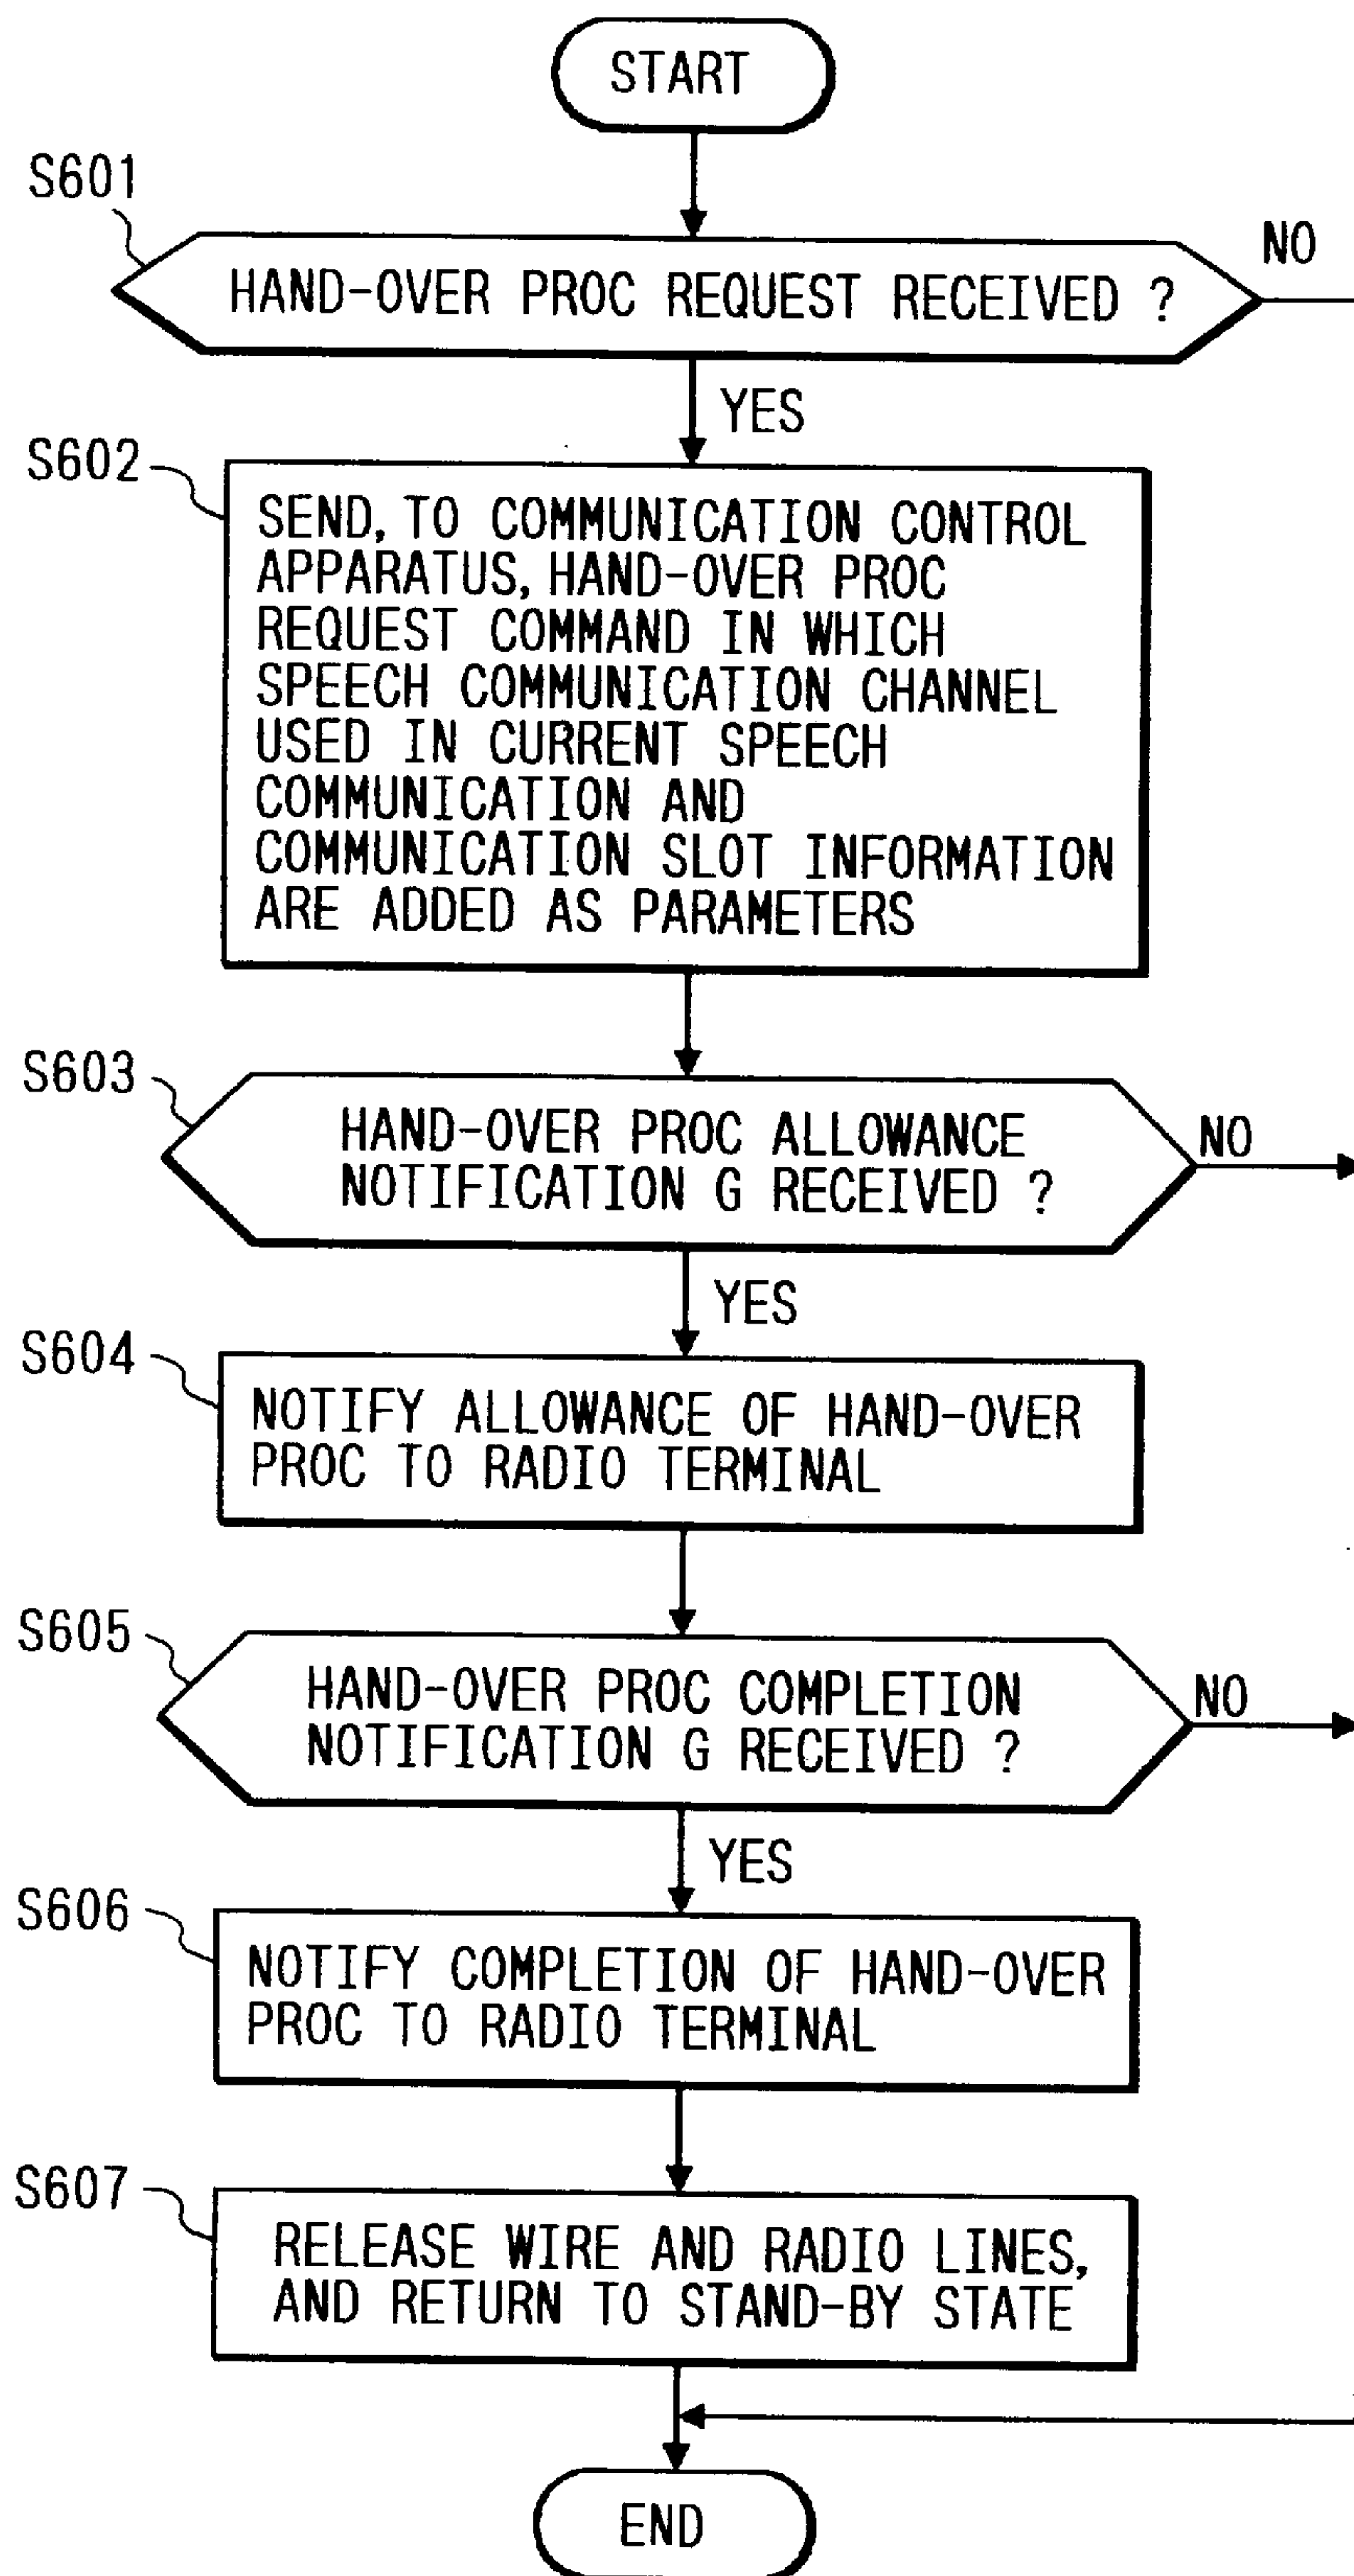 START
S601
HAND-OVER PROC REQUEST RECEIVED ?
NO
YES
S602
SEND, TO COMMUNICATION CONTROL
APPARATUS, HAND-OVER PROC
REQUEST COMMAND IN WHICH
SPEECH COMMUNICATION CHANNEL
USED IN CURRENT SPEECH
COMMUNICATION AND
COMMUNICATION SLOT INFORMATION
ARE ADDED AS PARAMETERS
S603
HAND-OVER PROC ALLOWANCE
NOTIFICATION G RECEIVED ?
NO
YES
S604
NOTIFY ALLOWANCE OF HAND-OVER
PROC TO RADIO TERMINAL
S605
HAND-OVER PROC COMPLETION
NOTIFICATION G RECEIVED ?
NO
YES
S606
NOTIFY COMPLETION OF HAND-OVER
PROC TO RADIO TERMINAL
S607
RELEASE WIRE AND RADIO LINES,
AND RETURN TO STAND-BY STATE
END